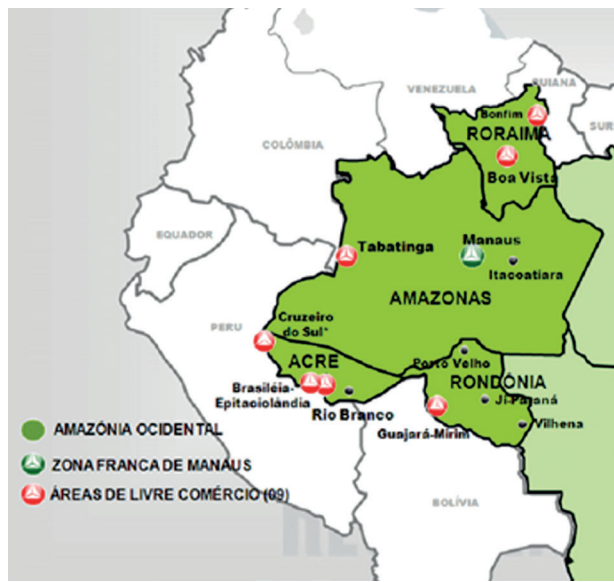 VENEZUELA
GUIANA
SUR
Bonfim
COLÔMBIA
RORAIMA
Boa Vista
EQUADOR
Tabatinga
Manaus
Itacoatiara
AMAZONAS
PERU
Cruzeiro
do Sul*
ACRE
Porto Velho
Brasiléia-
Epitaciolândia
RONDÔNIA
Ji-Paraná
Rio Branco
Guajará-Mirim
Vilhena
AMAZÔNIA OCIDENTAL
ZONA FRANCA DE MANAUS
ÁREAS DE LIVRE COMÉRCIO (09)
BOLÍVIA